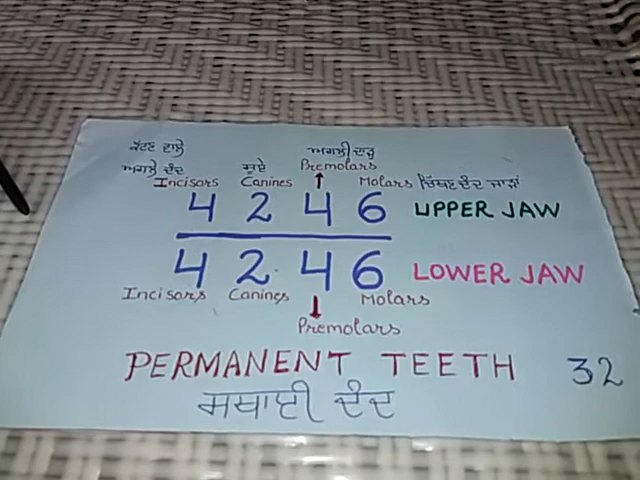 ਕੱਟਣ ਵਾਲੇ
ਅਗਲੇ ਦੰਦ ਸੂਏ ਅਗਲੀ ਦਾੜ੍ਹ
Incisors Canines Premolars Molars ਚਿੱਥਣ ਦੰਦ ਜਾੜਾਂ
4 2 4 6 UPPER JAW
4 2 4 6 LOWER JAW
Incisors Canines Molars
Premolars
PERMANENT TEETH 32
ਸਥਾਈ ਦੰਦ